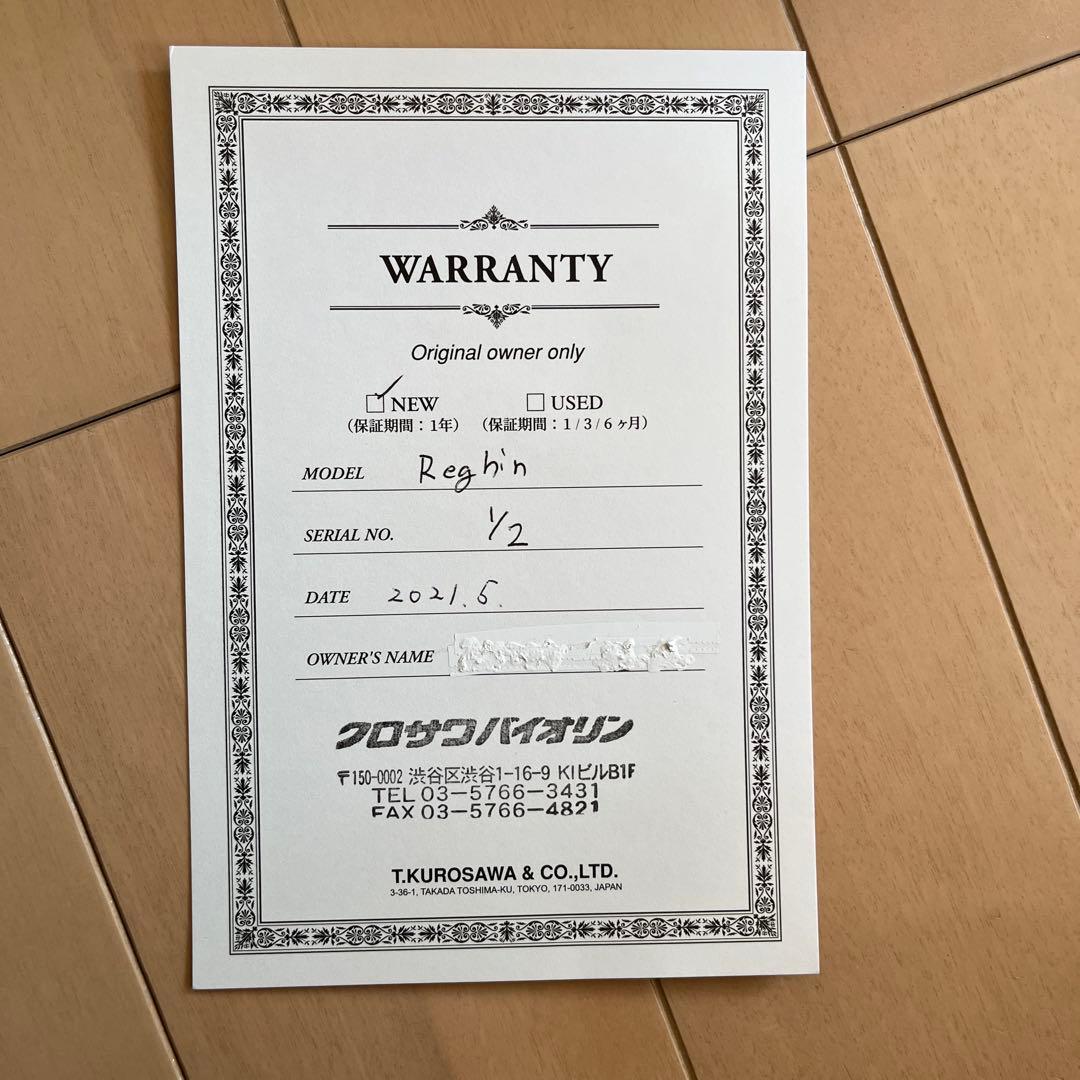 WARRANTY
Original owner only
☑NEW □USED
（保証期間：1年）（保証期間：1/3/6ヶ月）
MODEL Reghin
SERIAL NO. 1/2
DATE 2021.5.
OWNER'S NAME
クロサワバイオリン
〒150-0002 渋谷区渋谷1-16-9 KIビルB1F
TEL 03-5766-3431
FAX 03-5766-4821
T.KUROSAWA & CO.,LTD.
3-36-1, TAKADA TOSHIMA-KU, TOKYO, 171-0033, JAPAN